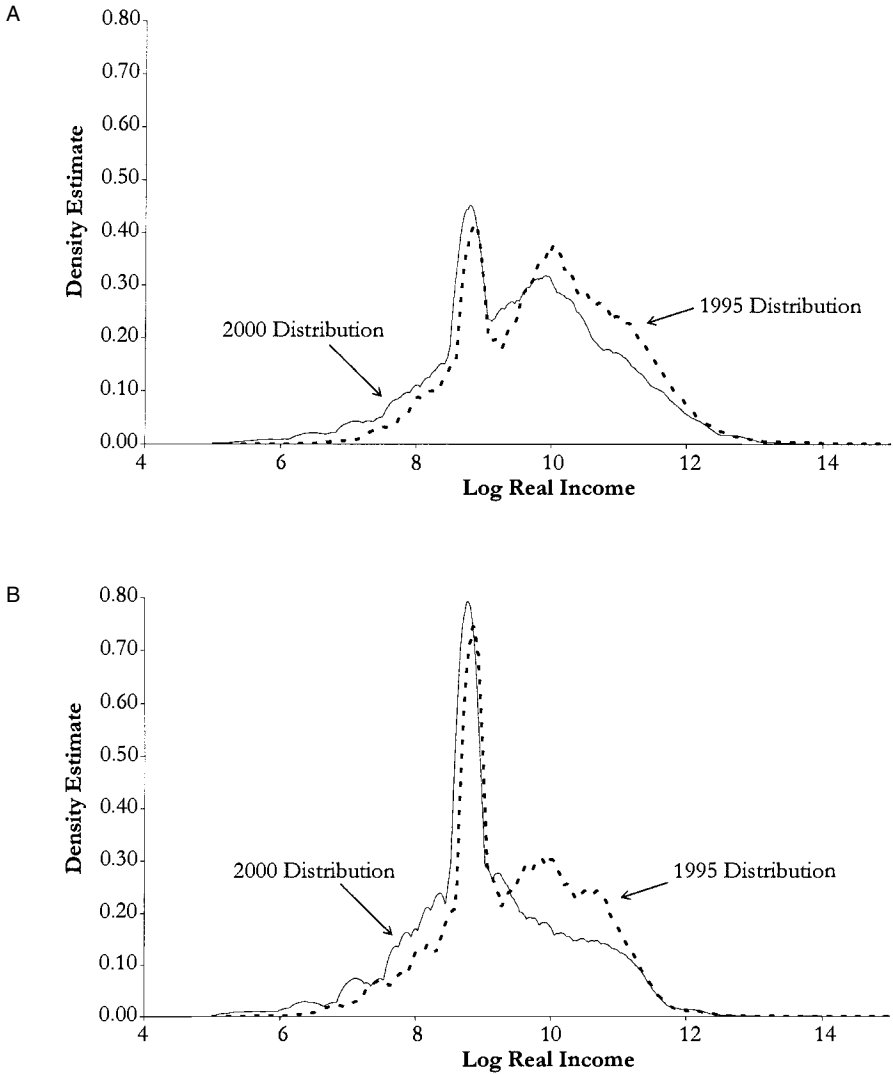 A
0.80
0.70
0.60
0.50
0.40
0.30
0.20
0.10
0.00
Density Estimate
2000 Distribution
1995 Distribution
4 6 8 10 12 14
Log Real Income
B
0.80
0.70
0.60
0.50
0.40
0.30
0.20
0.10
0.00
Density Estimate
2000 Distribution
1995 Distribution
4 6 8 10 12 14
Log Real Income